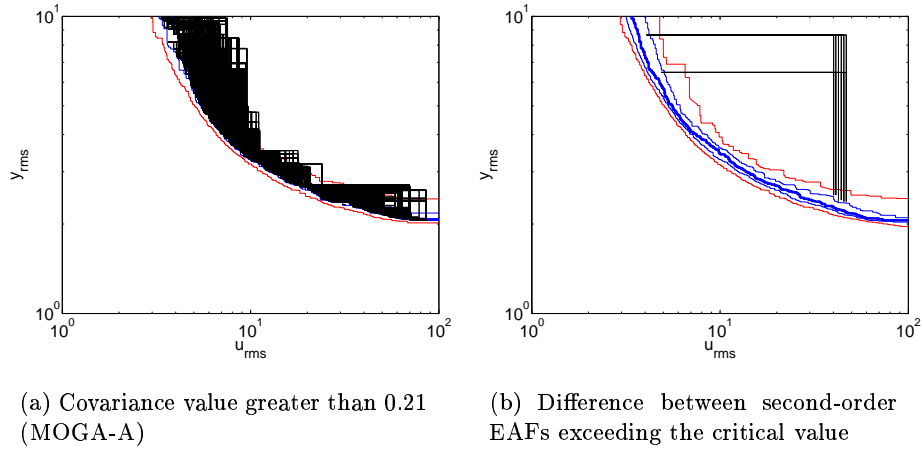 10^1
y_rms
10^0
10^0
10^1
10^2
u_rms
10^1
y_rms
10^0
10^0
10^1
10^2
u_rms
(a) Covariance value greater than 0.21
(MOGA-A)
(b) Difference between second-order
EAFs exceeding the critical value